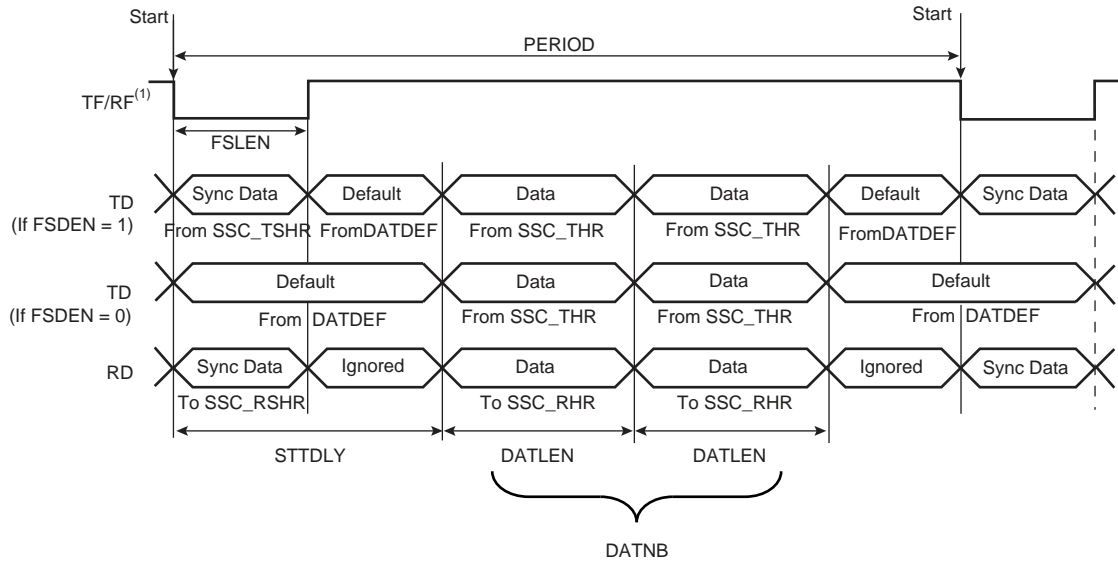 Start
Start
PERIOD
TF/RF(1)
FSLEN
TD
(If FSDEN = 1)
Sync Data
Default
Data
Data
Default
Sync Data
From SSC_TSHR
FromDATDEF
From SSC_THR
From SSC_THR
FromDATDEF
TD
(If FSDEN = 0)
Default
Data
Data
Default
From DATDEF
From SSC_THR
From SSC_THR
From DATDEF
RD
Sync Data
Ignored
Data
Data
Ignored
Sync Data
To SSC_RSHR
To SSC_RHR
To SSC_RHR
STTDLY
DATLEN
DATLEN
DATNB